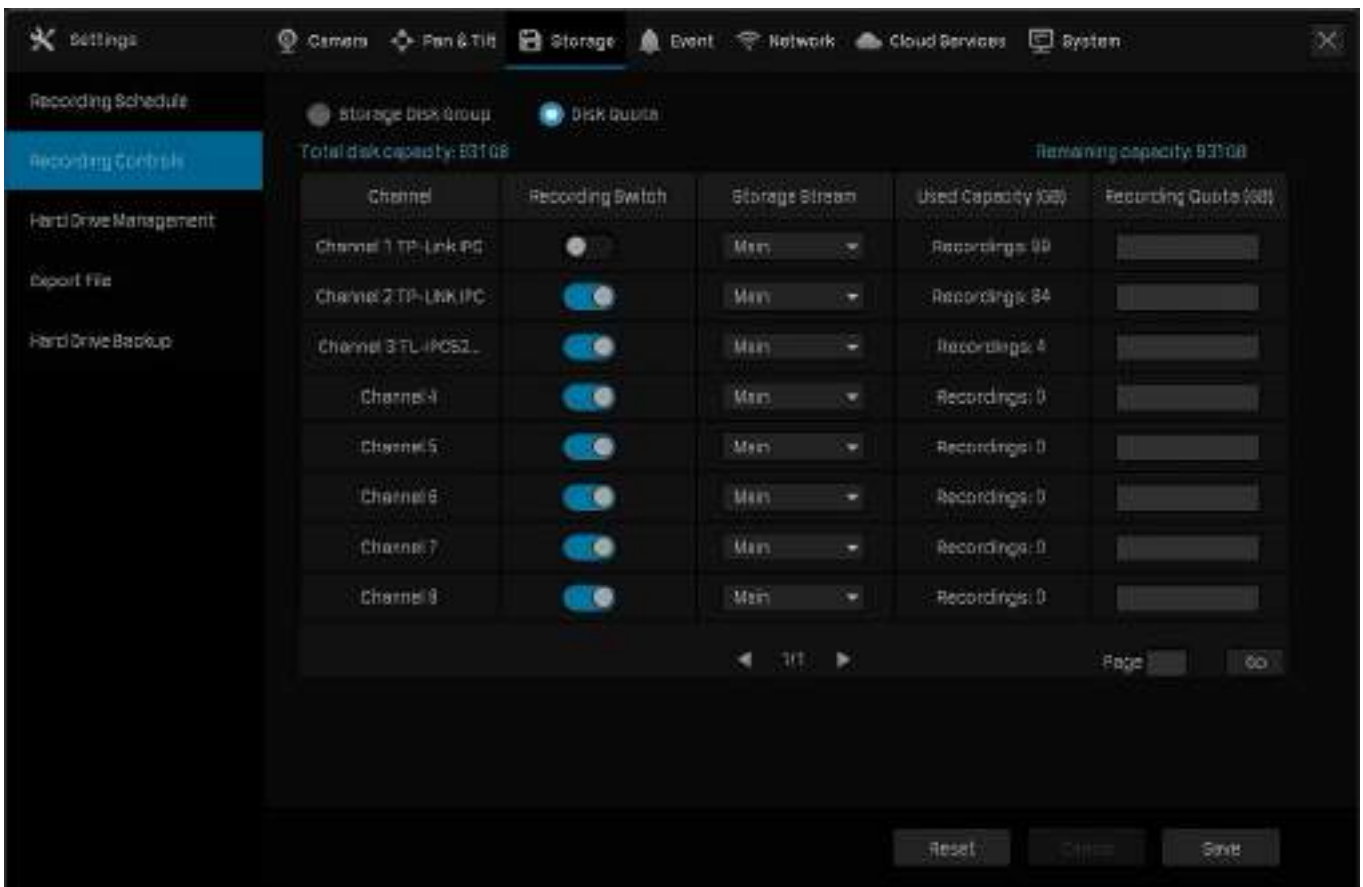 Settings Camera Pan & Tilt Storage Event Network Cloud Services System
Recording Schedule
Recording Controls
Hard Drive Management
Export File
Hard Drive Backup
Storage Disk Group Disk Quota
Total disk capacity: 931GB Remaining capacity: 931GB
Channel Recording Switch Storage Stream Used Capacity (GB) Recording Quota (GB)
Channel 1 TP-Link IPC Main Recordings:
Channel 2 TP-LINK IPC Main Recordings: 84
Channel 3 TL-IPC52... Main Recordings: 4
Channel 4 Main Recordings: 0
Channel 5 Main Recordings: 0
Channel 6 Main Recordings: 0
Channel 7 Main Recordings: 0
Channel 8 Main Recordings: 0
1/1 Page Go
Reset Cancel Save